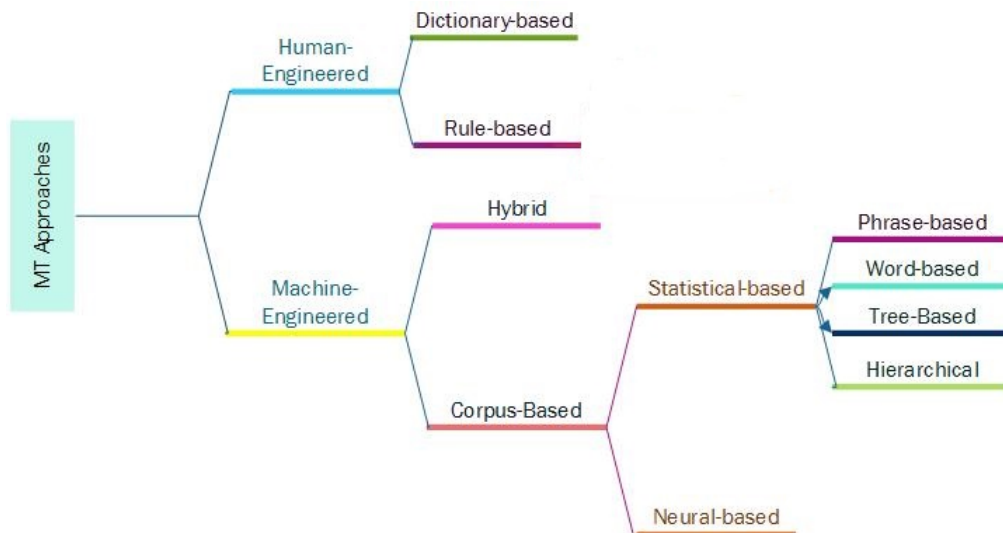 MT Approaches
Human-
Engineered
Dictionary-based
Rule-based
Machine-
Engineered
Hybrid
Corpus-Based
Statistical-based
Phrase-based
Word-based
Tree-Based
Hierarchical
Neural-based